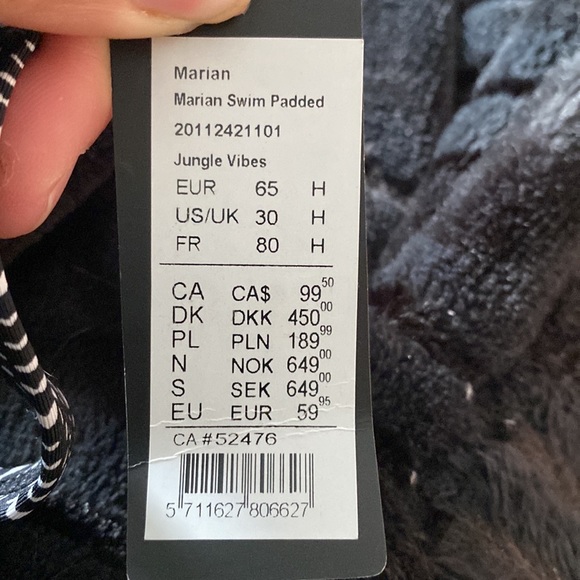 Marian
Marian Swim Padded
20112421101
Jungle Vibes
EUR 65 H
US/UK 30 H
FR 80 H
CA CA$ 99 50
DK DKK 450 00
PL PLN 189 99
N NOK 649 00
S SEK 649 00
EU EUR 59 95
CA #52476
5 711627 806627